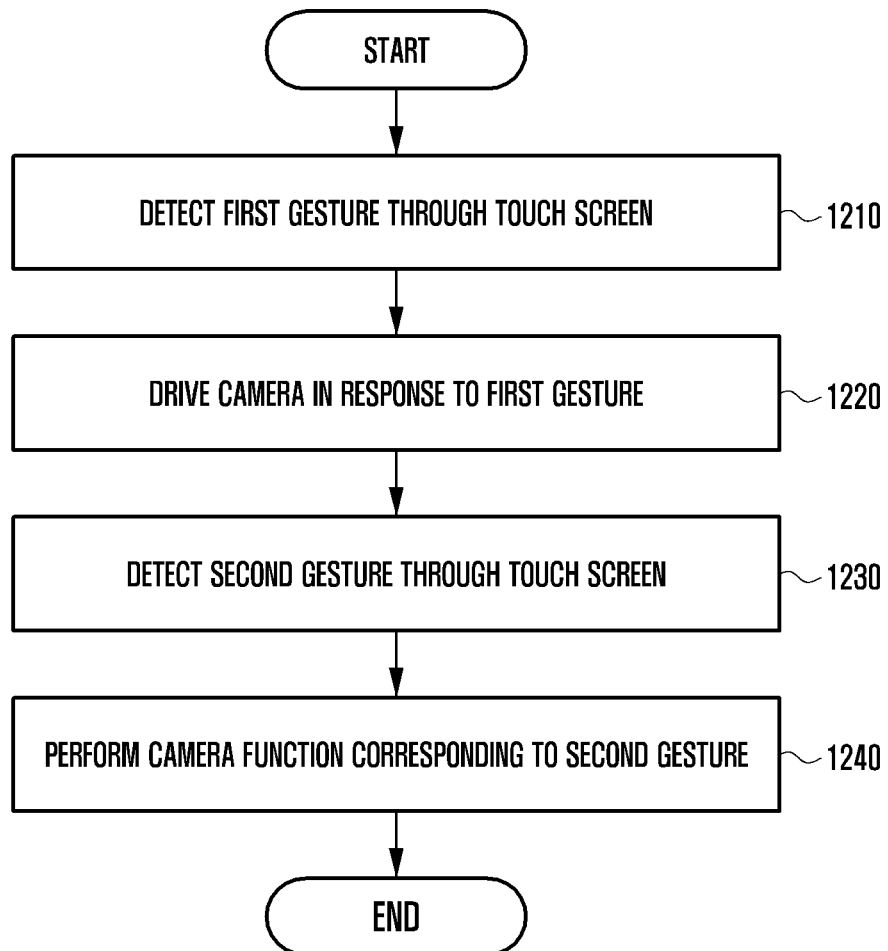 START
DETECT FIRST GESTURE THROUGH TOUCH SCREEN
1210
DRIVE CAMERA IN RESPONSE TO FIRST GESTURE
1220
DETECT SECOND GESTURE THROUGH TOUCH SCREEN
1230
PERFORM CAMERA FUNCTION CORRESPONDING TO SECOND GESTURE
1240
END